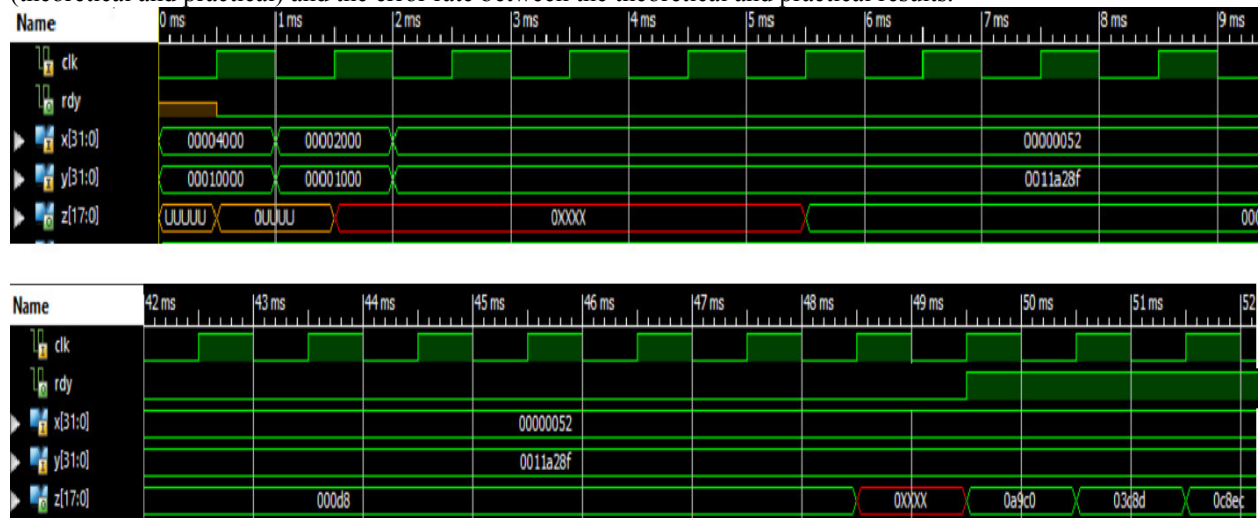 (theoretical and practical) and the error rate between the theoretical and practical results.
Name 0 ms 1 ms 2 ms 3 ms 4 ms 5 ms 6 ms 7 ms 8 ms 9 ms
clk
rdy
x[31:0] 00004000 00002000 00000052
y[31:0] 00010000 00001000 0011a28f
z[17:0] UUUUU 0UUUU 0XXXX 000
Name 42 ms 43 ms 44 ms 45 ms 46 ms 47 ms 48 ms 49 ms 50 ms 51 ms 52
clk
rdy
x[31:0] 00000052
y[31:0] 0011a28f
z[17:0] 000d8 0XXXX 0a9c0 03c8d 0c8ec